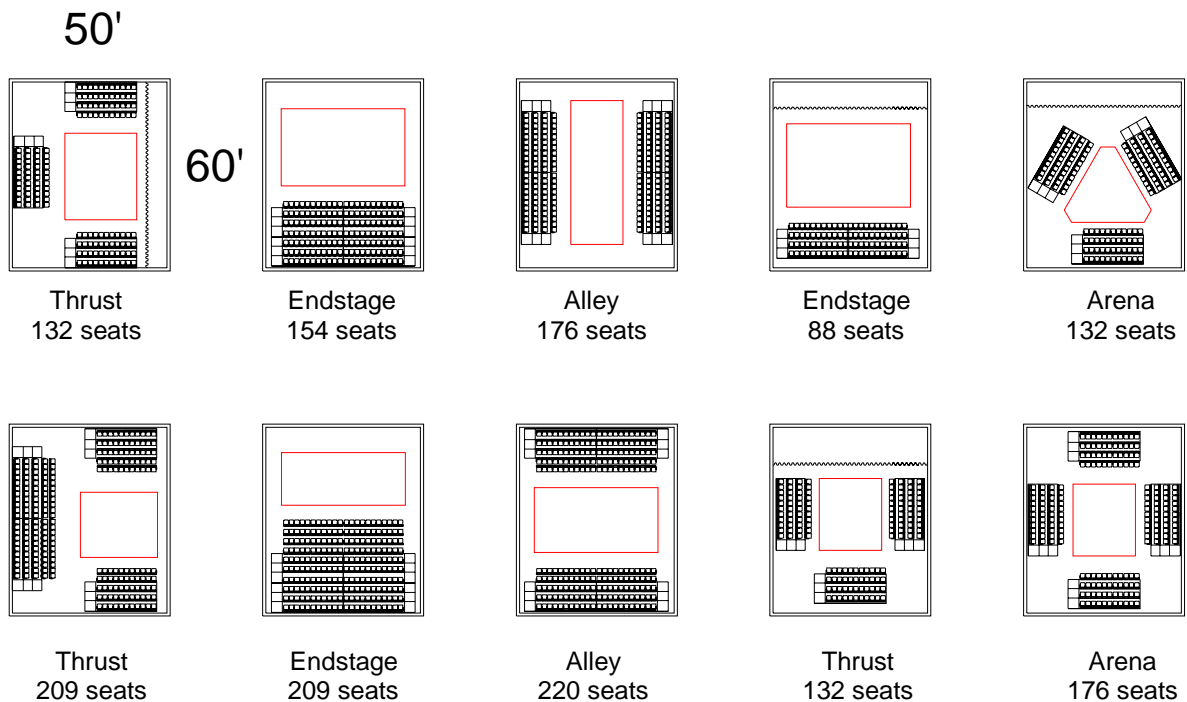 50'
60'
Thrust
132 seats
Endstage
154 seats
Alley
176 seats
Endstage
88 seats
Arena
132 seats
Thrust
209 seats
Endstage
209 seats
Alley
220 seats
Thrust
132 seats
Arena
176 seats